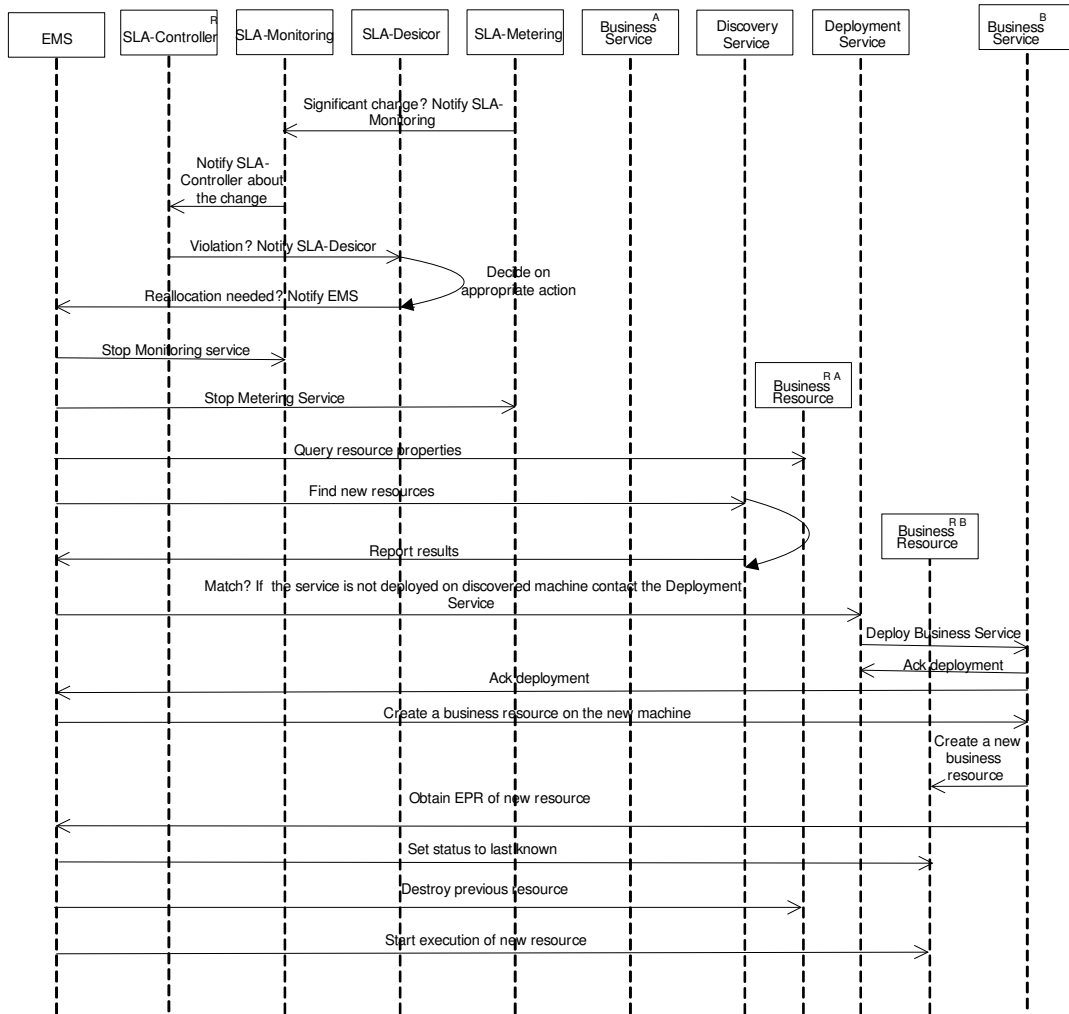 EMS
R
SLA-Controller
SLA-Monitoring
SLA-Desicor
SLA-Metering
A
Business
Service
Discovery
Service
Deployment
Service
B
Business
Service
Significant change? Notify SLA-
Monitoring
Notify SLA-
Controller about
the change
Violation? Notify SLA-Desicor
Decide on
appropriate action
Reallocation needed? Notify EMS
Stop Monitoring service
R A
Business
Resource
Stop Metering Service
Query resource properties
Find new resources
R B
Business
Resource
Report results
Match? If the service is not deployed on discovered machine contact the Deployment
Service
Deploy Business Service
Ack deployment
Ack deployment
Create a business resource on the new machine
Create a new
business
resource
Obtain EPR of new resource
Set status to last known
Destroy previous resource
Start execution of new resource